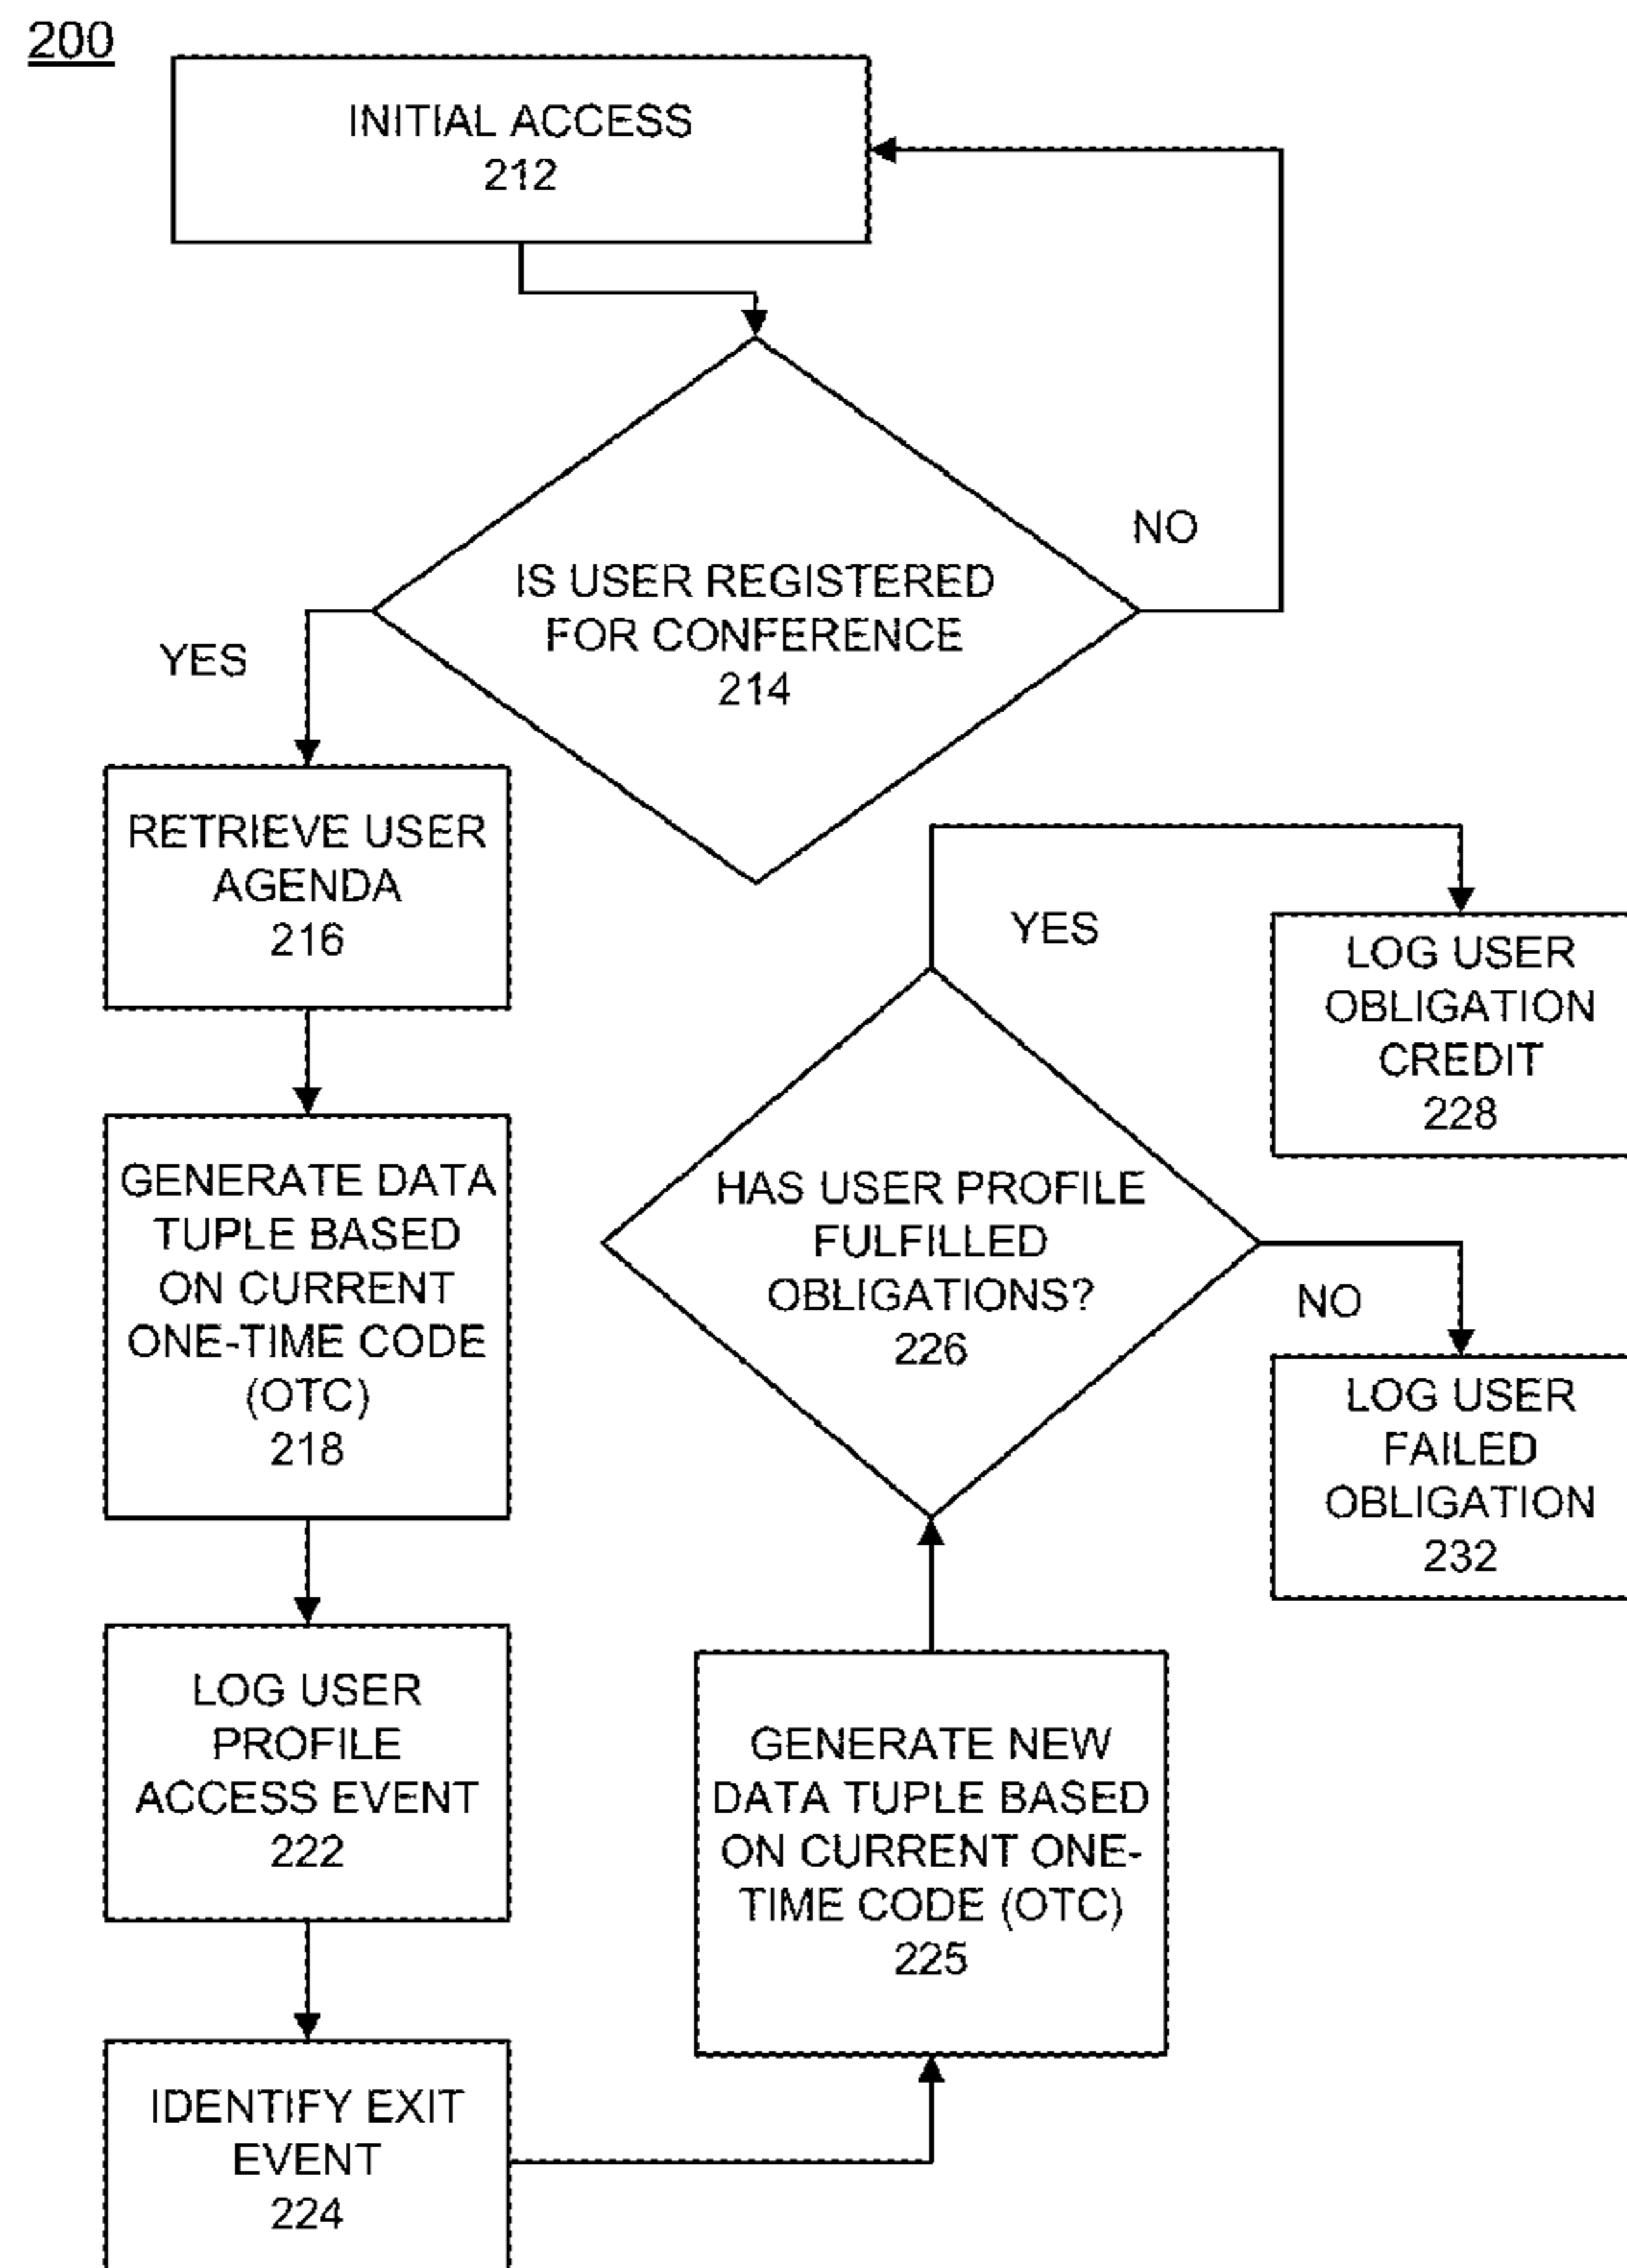 200
INITIAL ACCESS
212
IS USER REGISTERED
FOR CONFERENCE
214
NO
YES
RETRIEVE USER
AGENDA
216
GENERATE DATA
TUPLE BASED
ON CURRENT
ONE-TIME CODE
(OTC)
218
LOG USER
PROFILE
ACCESS EVENT
222
IDENTIFY EXIT
EVENT
224
GENERATE NEW
DATA TUPLE BASED
ON CURRENT ONE-
TIME CODE (OTC)
225
HAS USER PROFILE
FULFILLED
OBLIGATIONS?
226
YES
LOG USER
OBLIGATION
CREDIT
228
NO
LOG USER
FAILED
OBLIGATION
232